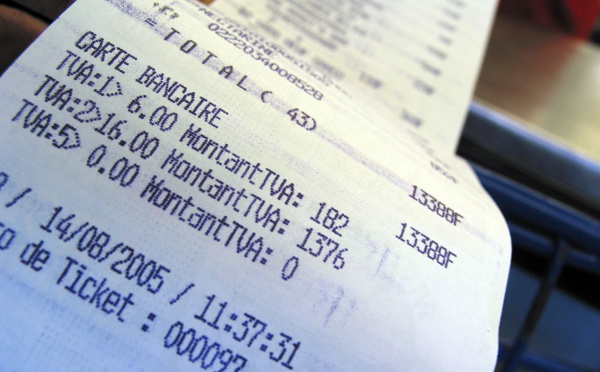 0222034008528
=TOTAL( 43) 13388F
CARTE BANCAIRE 13388F
TVA:1> 6.00 MontantTVA: 182
TVA:2>16.00 MontantTVA: 1376
TVA:5> 0.00 MontantTVA: 0
/ 14/08/2005 / 11:37:31
de Ticket : 000097